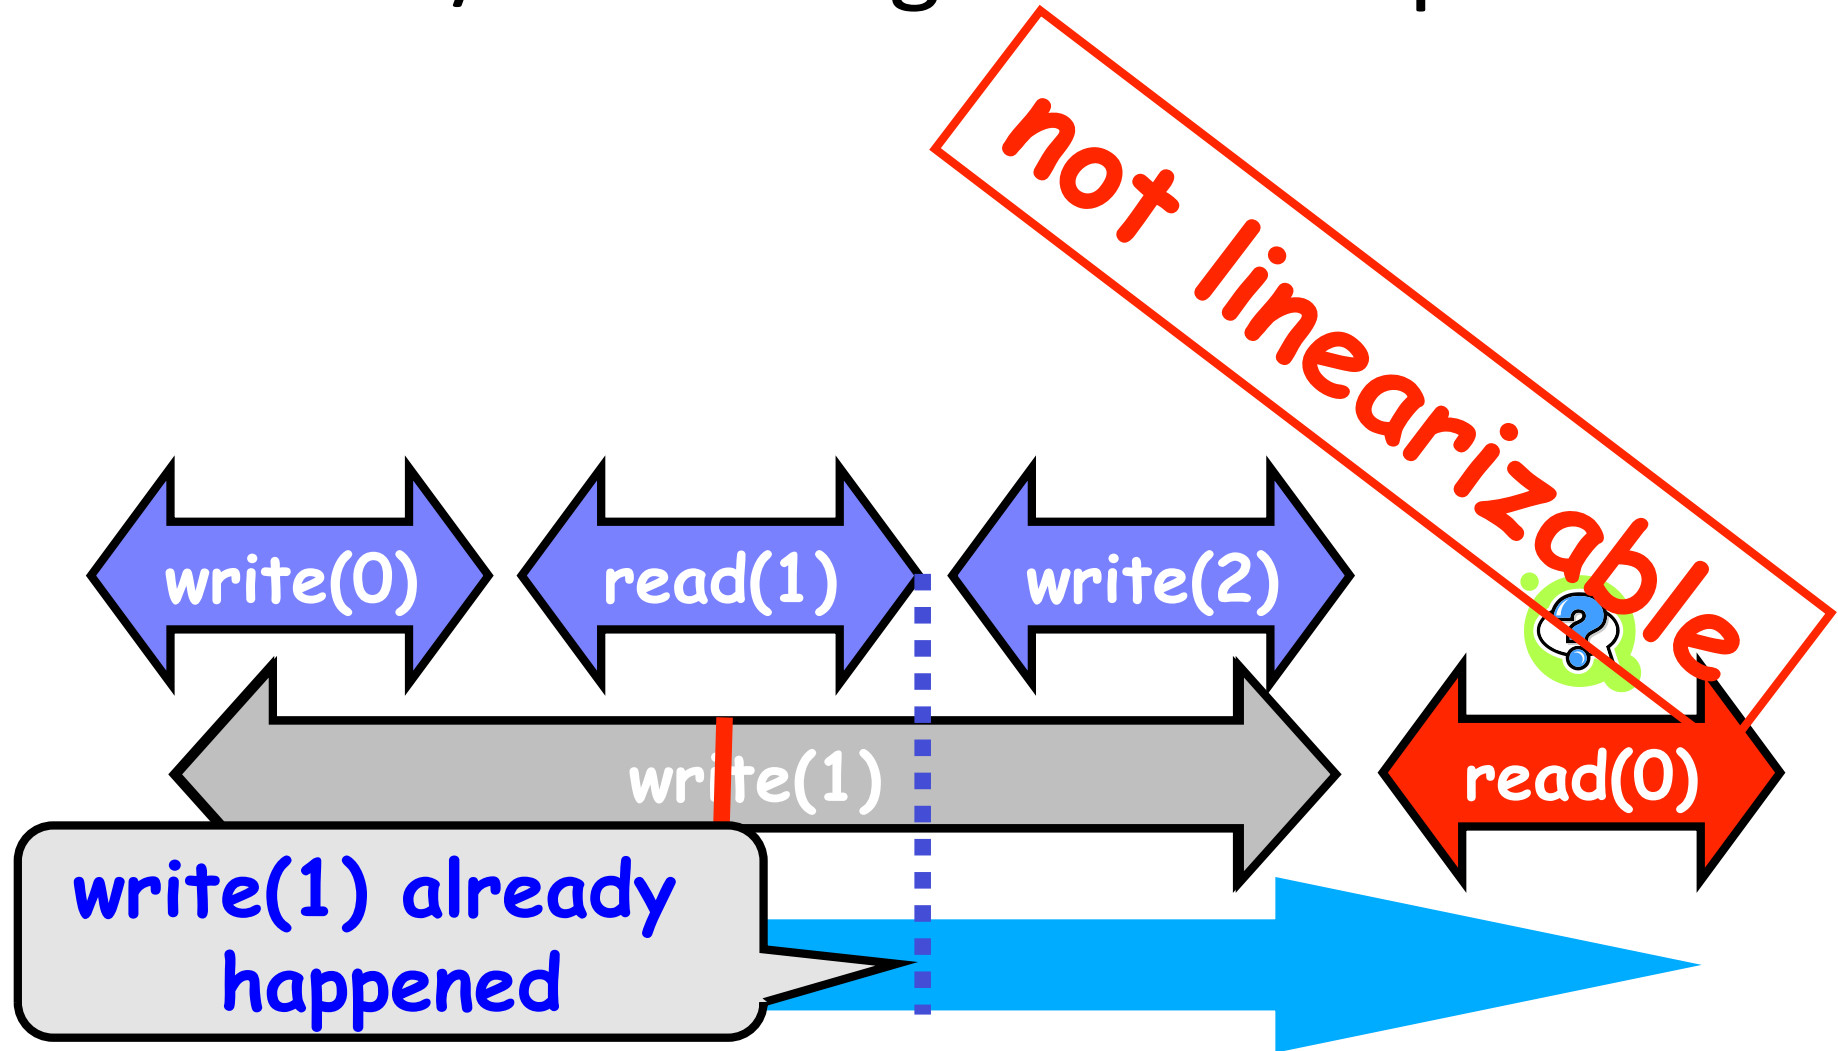 not linearizable
write(0)
read(1)
write(2)
?
write(1)
read(0)
write(1) already
happened